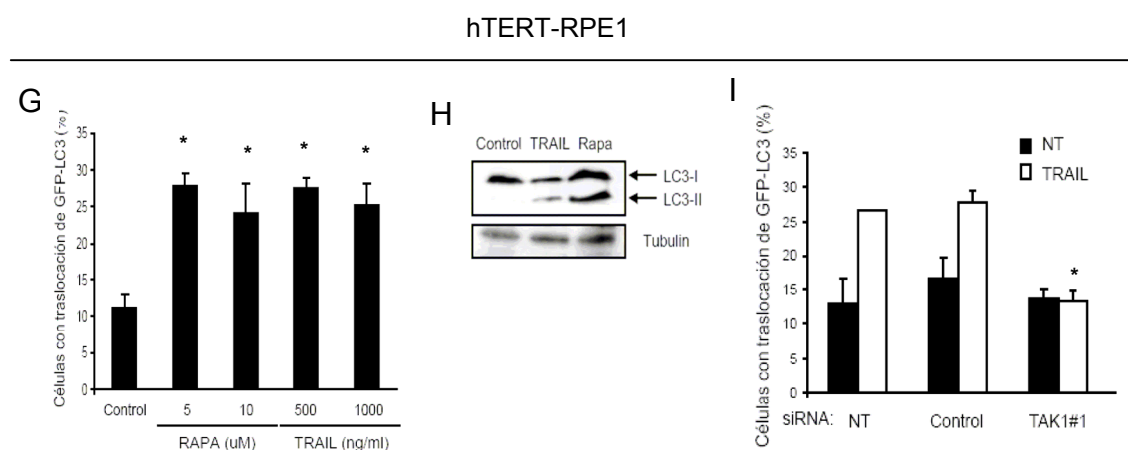 hTERT-RPE1
G
Células con traslocación de GFP-LC3 (%)
35
30
25
20
15
10
5
0
* * * *
Control 5 10 500 1000
RAPA (uM) TRAIL (ng/ml)
H
Control TRAIL Rapa
LC3-I
LC3-II
Tubulin
I
Células con traslocación de GFP-LC3 (%)
NT
TRAIL
35
30
25
20
15
10
5
0
*
siRNA: NT Control TAK1#1